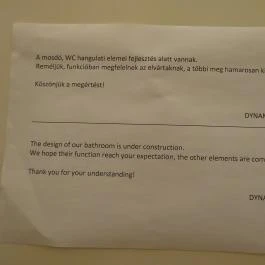 A mosdó, WC hangulati elemei fejlesztés alatt vannak.
Reméljük, funkcióban megfelelnek az elvártaknak, a többi meg hamarosan
Köszönjük a megértést!
DYNA
The design of our bathroom is under construction.
We hope their function reach your expectation, the other elements are com
Thank you for your understanding!
DYNA